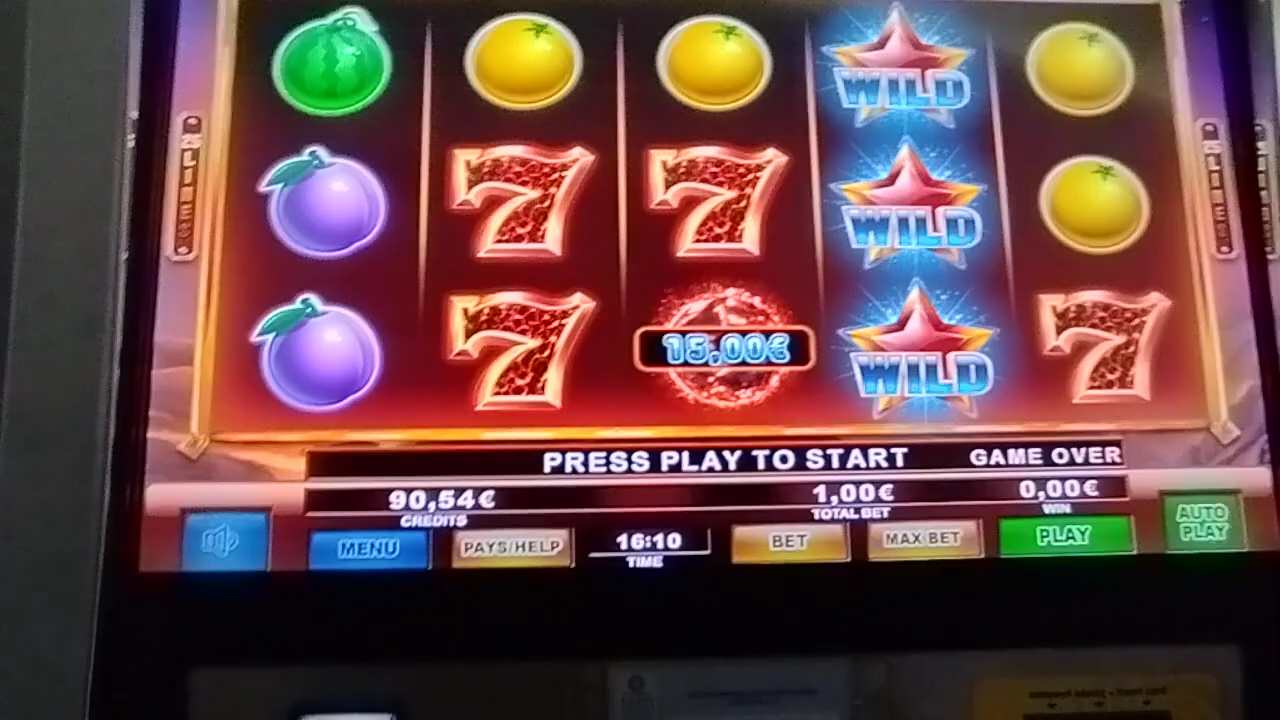 WILD
WILD
15,00€
WILD
PRESS PLAY TO START GAME OVER
90,54€ 1,00€ 0,00€
CREDITS TOTAL BET WIN
MENU PAYS/HELP 16:10 BET MAX BET PLAY AUTO PLAY
TIME